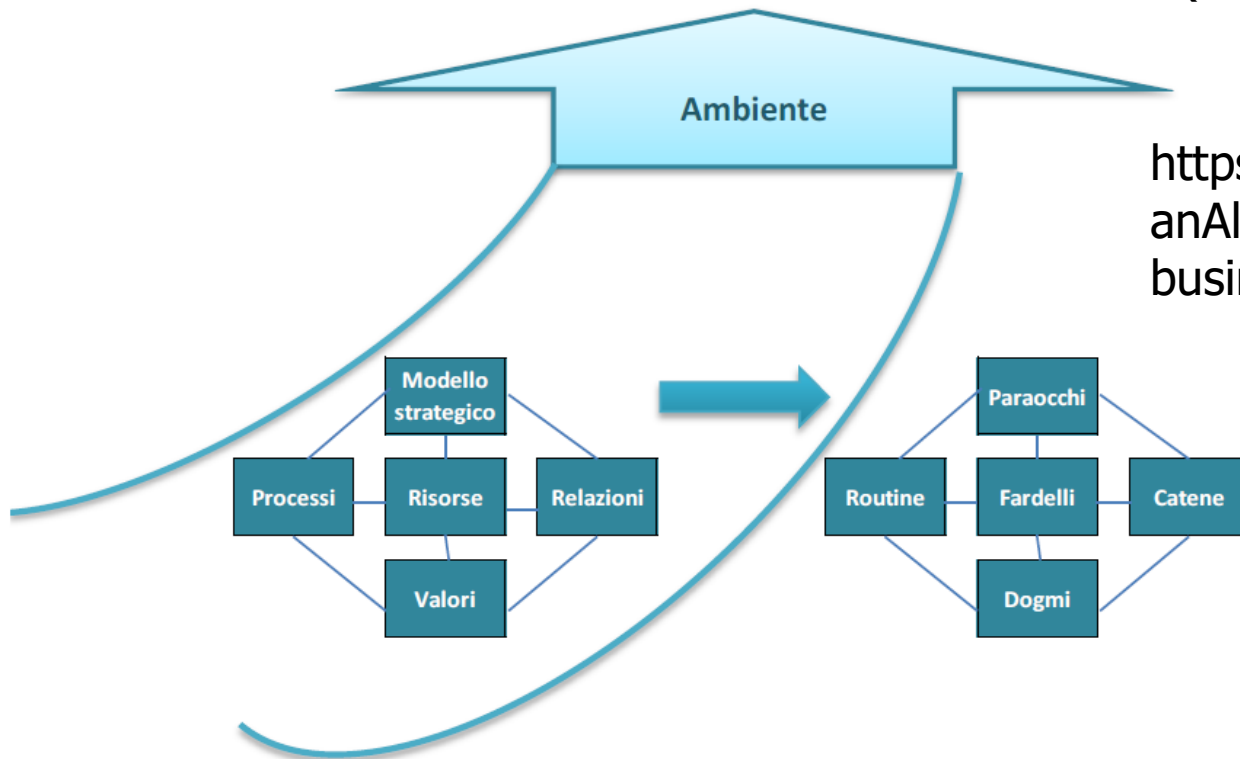 Ambiente
https
anAl
busi
Modello
strategico
Paraocchi
Processi
Risorse
Relazioni
Routine
Fardelli
Catene
Valori
Dogmi